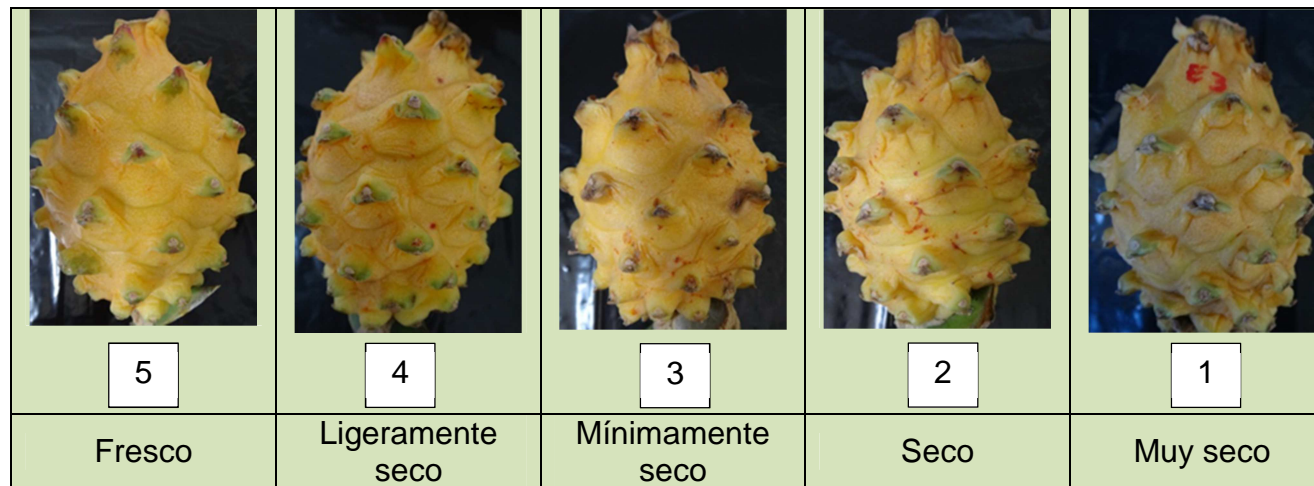 E3
5
4
3
2
1
Fresco
Ligeramente
seco
Mínimamente
seco
Seco
Muy seco